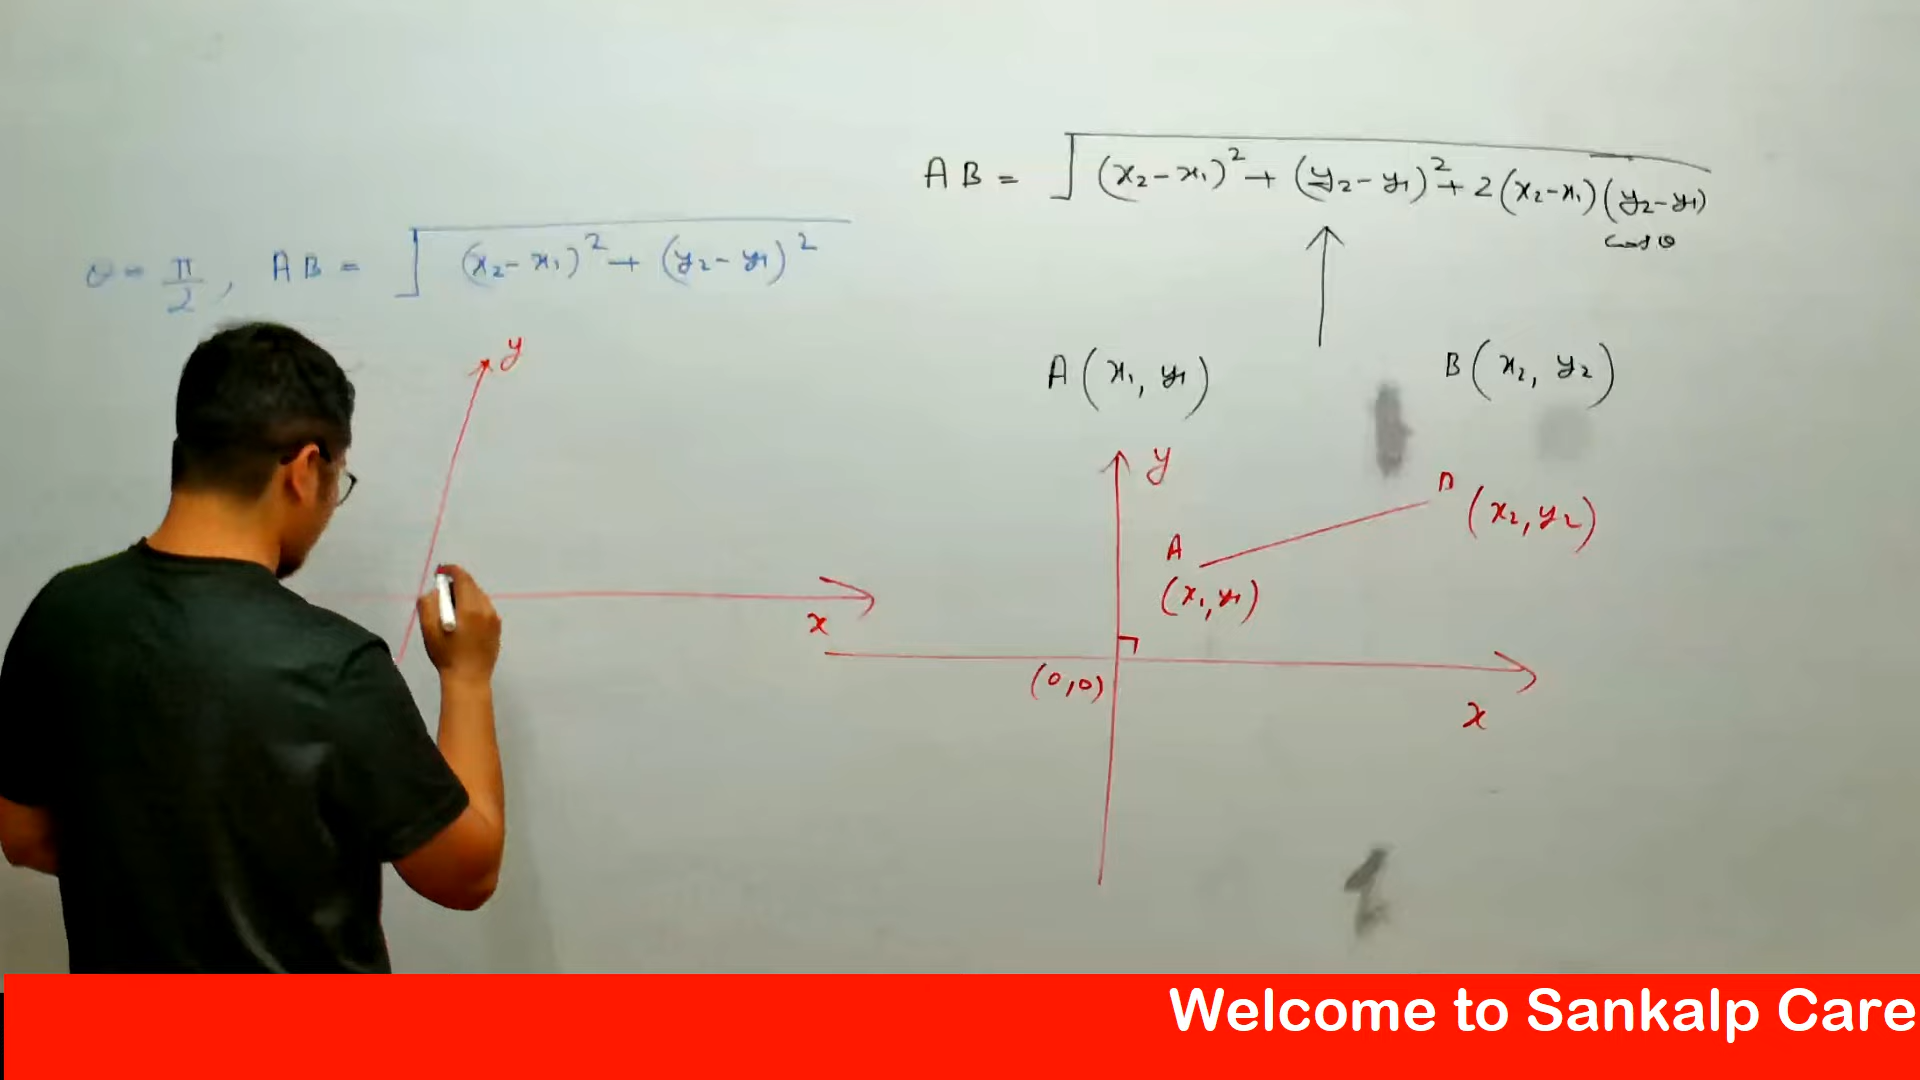 AB = √(x₂-x₁)² + (y₂-y₁)² + 2(x₂-x₁)(y₂-y₁)
cos θ
θ = π/2, AB = √(x₂-x₁)² + (y₂-y₁)²
A(x₁, y₁)
B(x₂, y₂)
y
y
B (x₂, y₂)
A
(x₁, y₁)
x
(0,0)
x
Welcome to Sankalp Care